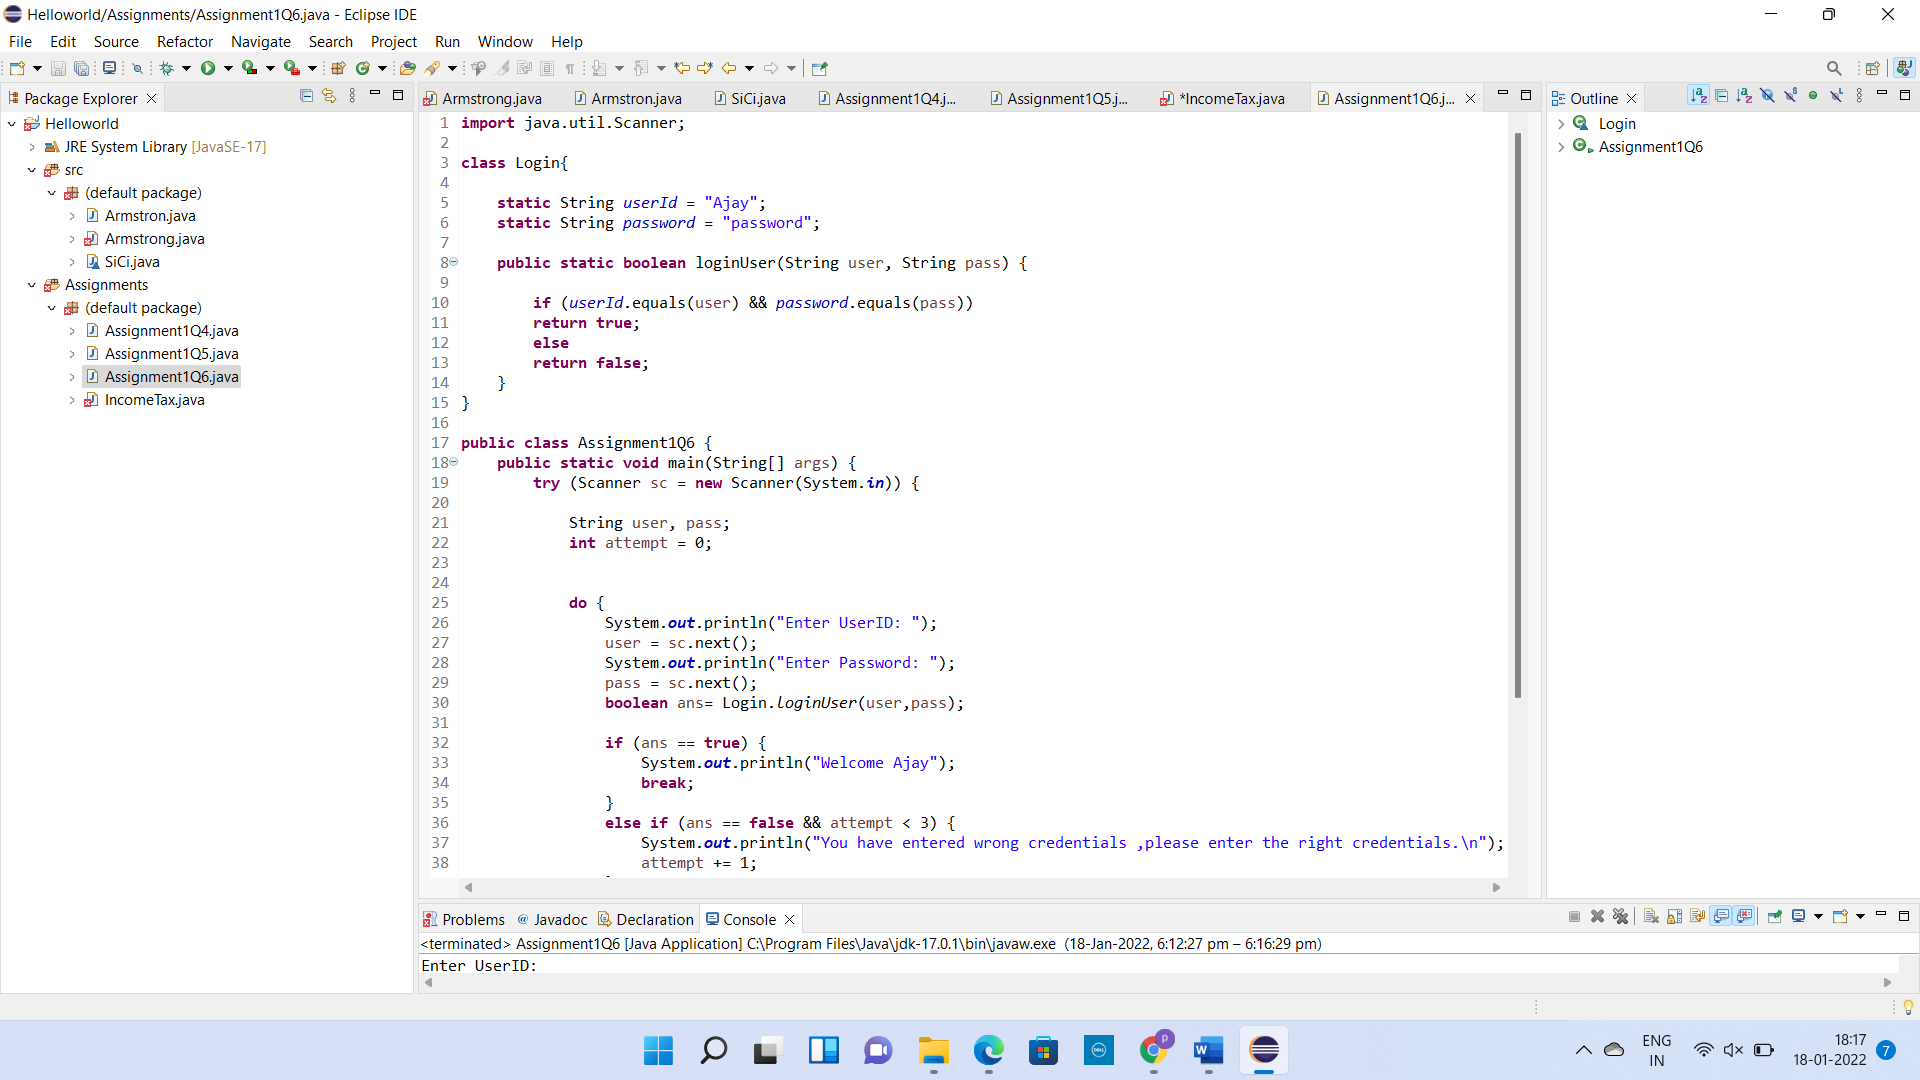 Helloworld/Assignments/Assignment1Q6.java - Eclipse IDE
File Edit Source Refactor Navigate Search Project Run Window Help
Package Explorer
Helloworld
JRE System Library [JavaSE-17]
src
(default package)
Armstron.java
Armstrong.java
SiCi.java
Assignments
(default package)
Assignment1Q4.java
Assignment1Q5.java
Assignment1Q6.java
IncomeTax.java
Armstrong.java Armstron.java SiCi.java Assignment1Q4.j... Assignment1Q5.j... *IncomeTax.java Assignment1Q6.j...
1 import java.util.Scanner;
2
3 class Login{
4
5 static String userId = "Ajay";
6 static String password = "password";
7
8 public static boolean loginUser(String user, String pass) {
9
10 if (userId.equals(user) && password.equals(pass))
11 return true;
12 else
13 return false;
14 }
15 }
16
17 public class Assignment1Q6 {
18 public static void main(String[] args) {
19 try (Scanner sc = new Scanner(System.in)) {
20
21 String user, pass;
22 int attempt = 0;
23
24
25 do {
26 System.out.println("Enter UserID: ");
27 user = sc.next();
28 System.out.println("Enter Password: ");
29 pass = sc.next();
30 boolean ans= Login.loginUser(user,pass);
31
32 if (ans == true) {
33 System.out.println("Welcome Ajay");
34 break;
35 }
36 else if (ans == false && attempt < 3) {
37 System.out.println("You have entered wrong credentials ,please enter the right credentials.\n");
38 attempt += 1;
Outline
Login
Assignment1Q6
Problems @ Javadoc Declaration Console
<terminated> Assignment1Q6 [Java Application] C:\Program Files\Java\jdk-17.0.1\bin\javaw.exe (18-Jan-2022, 6:12:27 pm – 6:16:29 pm)
Enter UserID:
ENG
IN
18:17
18-01-2022
7